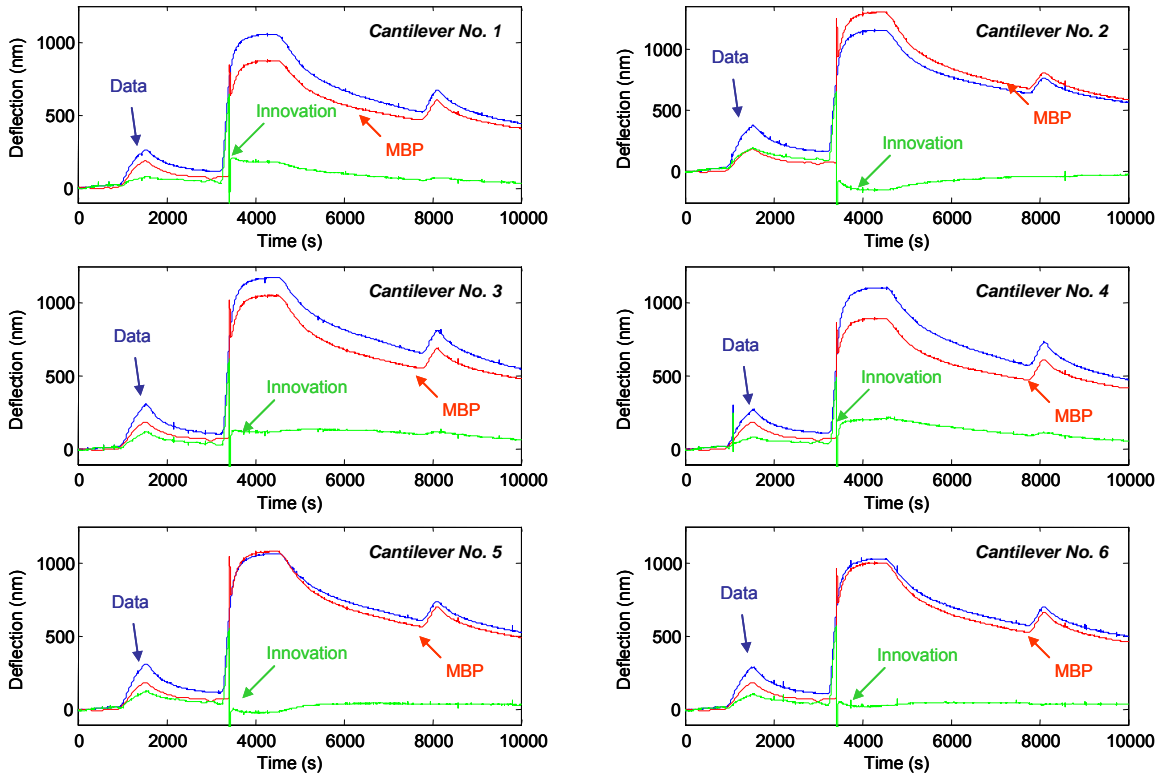 Cantilever No. 1
Deflection (nm)
1000
500
0
Data
Innovation
MBP
0 2000 4000 6000 8000 10000
Time (s)
Cantilever No. 2
Deflection (nm)
1000
500
0
Data
MBP
Innovation
0 2000 4000 6000 8000 10000
Time (s)
Cantilever No. 3
Deflection (nm)
1000
500
0
Data
Innovation
MBP
0 2000 4000 6000 8000 10000
Time (s)
Cantilever No. 4
Deflection (nm)
1000
500
0
Data
Innovation
MBP
0 2000 4000 6000 8000 10000
Time (s)
Cantilever No. 5
Deflection (nm)
1000
500
0
Data
Innovation
MBP
0 2000 4000 6000 8000 10000
Time (s)
Cantilever No. 6
Deflection (nm)
1000
500
0
Data
Innovation
MBP
0 2000 4000 6000 8000 10000
Time (s)